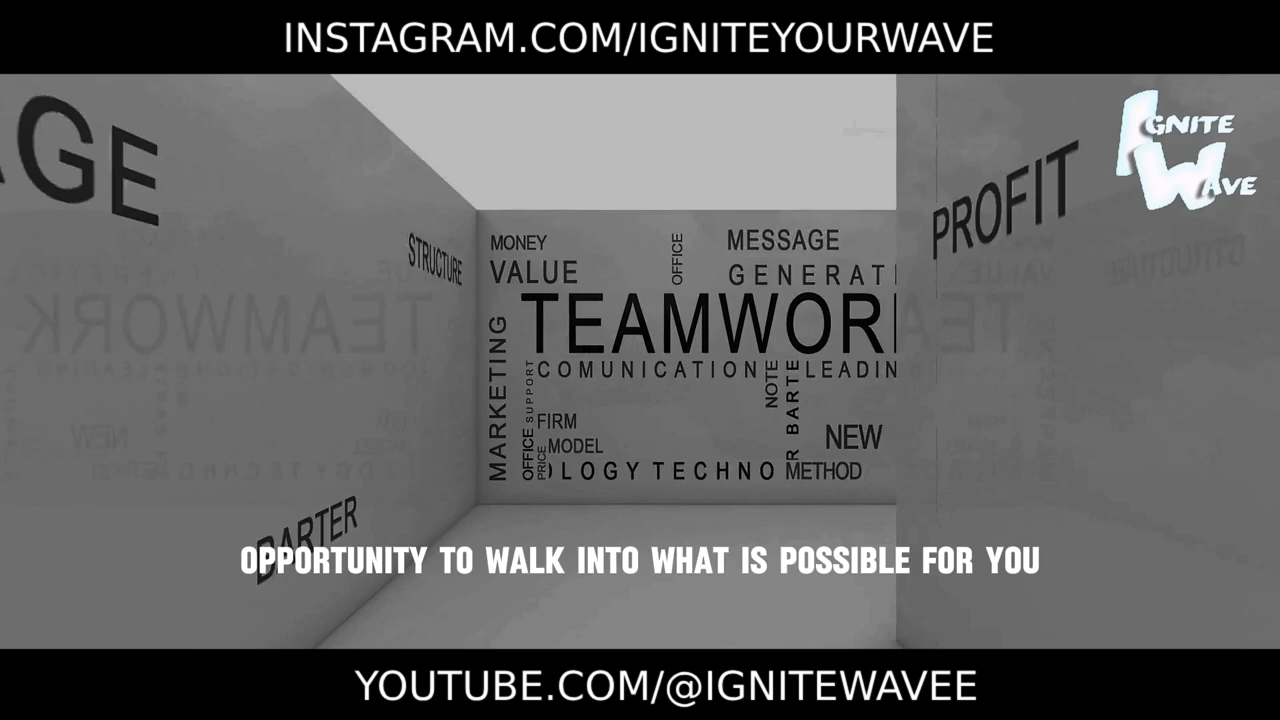 INSTAGRAM.COM/IGNITEYOURWAVE
IGNITE
WAVE
GE
STRUCTURE
MONEY
VALUE
OFFICE
MESSAGE
GENERATI
PROFIT
TEAMWORK
MARKETING
SUPPORT
COMUNICATION
NOTE
BARTE
LEADIN
OFFICE
PRICE
FIRM
MODEL
NEW
OLOGY TECHNO
R
METHOD
BARTER
OPPORTUNITY TO WALK INTO WHAT IS POSSIBLE FOR YOU
YOUTUBE.COM/@IGNITEWAVEE